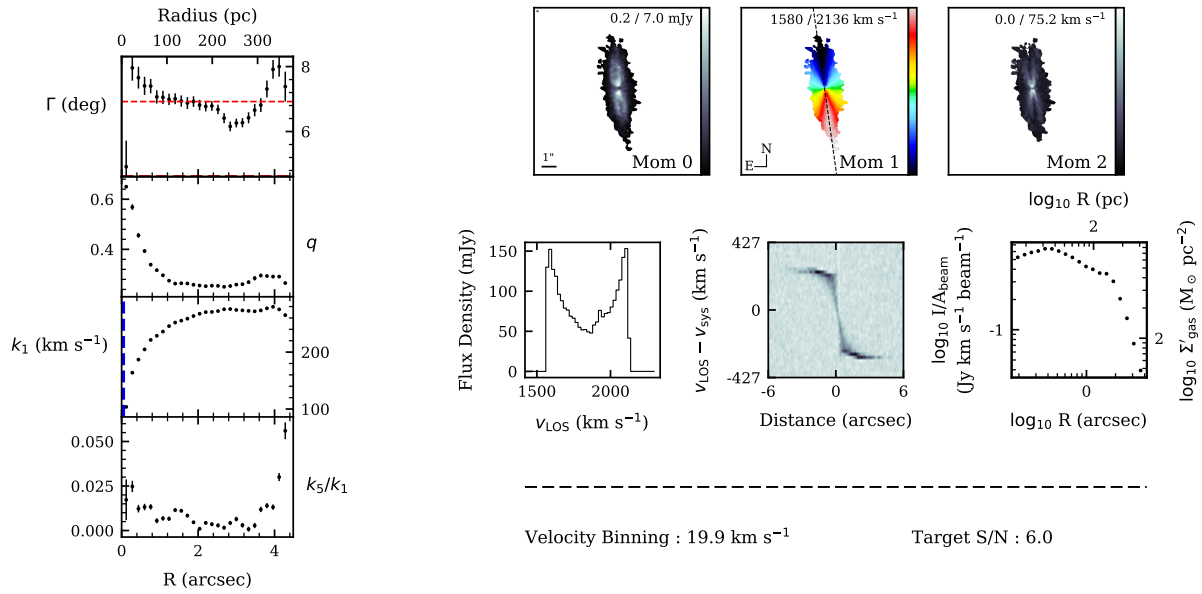 Radius (pc)
0 100 200 300
8
6
Γ (deg)
0.6
0.4
q
k₁ (km s⁻¹)
200
100
0.050
0.025
0.000
k₅/k₁
0 2 4
R (arcsec)
0.2 / 7.0 mJy
1"
Mom 0
1580 / 2136 km s⁻¹
N
E
Mom 1
0.0 / 75.2 km s⁻¹
Mom 2
Flux Density (mJy)
150
100
50
0
1500 2000
v_LOS (km s⁻¹)
v_LOS − v_sys (km s⁻¹)
427
0
-427
-6 0 6
Distance (arcsec)
log₁₀ R (pc)
2
log₁₀ I/A_beam
(Jy km s⁻¹ beam⁻¹)
-1
2
log₁₀ Σ′_gas (M⊙ pc⁻²)
0
log₁₀ R (arcsec)
Velocity Binning : 19.9 km s⁻¹
Target S/N : 6.0